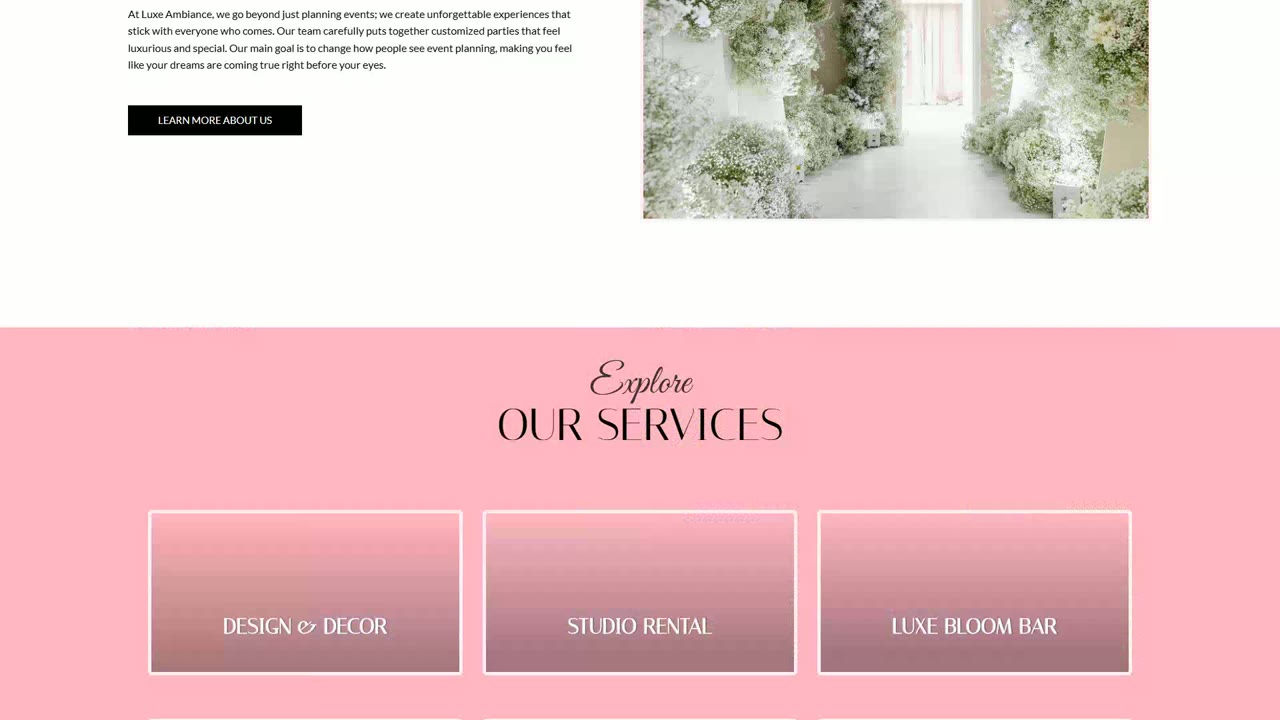 At Luxe Ambiance, we go beyond just planning events; we create unforgettable experiences that
stick with everyone who comes. Our team carefully puts together customized parties that feel
luxurious and special. Our main goal is to change how people see event planning, making you feel
like your dreams are coming true right before your eyes.
LEARN MORE ABOUT US
Explore
OUR SERVICES
DESIGN & DECOR
STUDIO RENTAL
LUXE BLOOM BAR